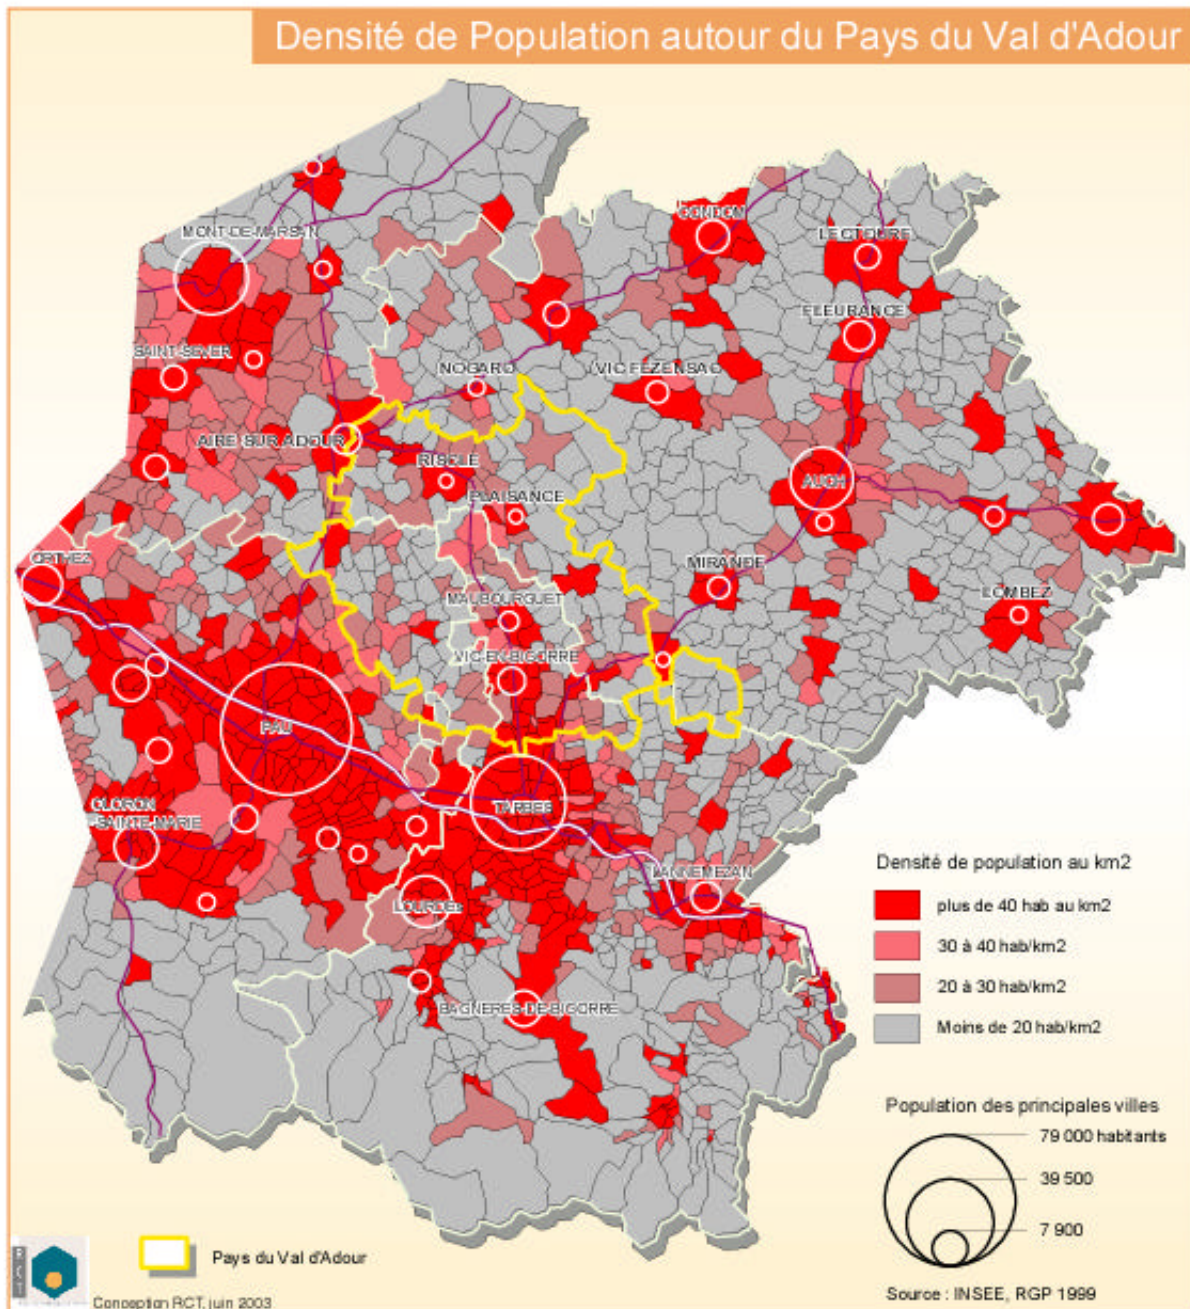 Densité de Population autour du Pays du Val d'Adour
MONT-DE-MARSAN
CONDOM
LECTOURE
FLEURANCE
SAINT-SEVER
NOGARO
VIC FEZENSAC
AIRE SUR ADOUR
RISCLE
PLAISANCE
AUCH
ORTHEZ
MIRANDE
MAUBOURGUET
LOMBEZ
VIC-EN-BIGORRE
PAU
TARBES
OLORON
-SAINTE-MARIE
LANNEMEZAN
LOURDES
BAGNERES-DE-BIGORRE
Densité de population au km2
plus de 40 hab au km2
30 à 40 hab/km2
20 à 30 hab/km2
Moins de 20 hab/km2
Population des principales villes
79 000 habitants
39 500
7 900
Pays du Val d'Adour
Source : INSEE, RGP 1999
Conception RCT, juin 2003